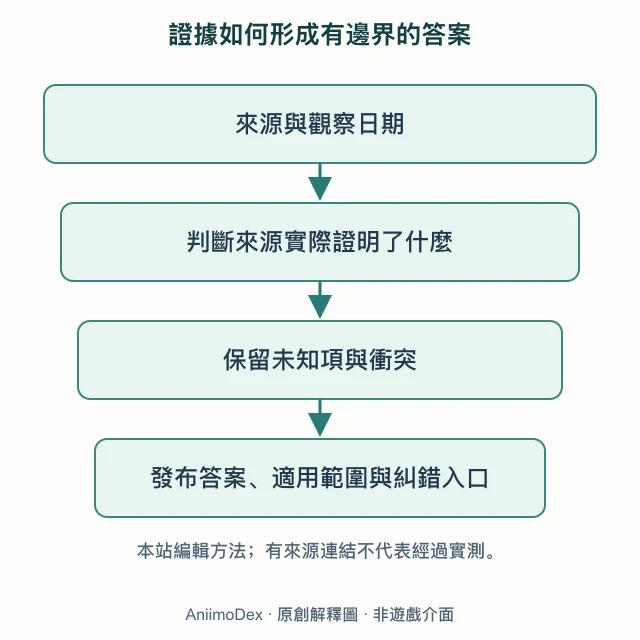 證據如何形成有邊界的答案
來源與觀察日期
判斷來源實際證明了什麼
保留未知項與衝突
發布答案、適用範圍與糾錯入口
本站編輯方法；有來源連結不代表經過實測。
AniimoDex · 原創解釋圖 · 非遊戲介面